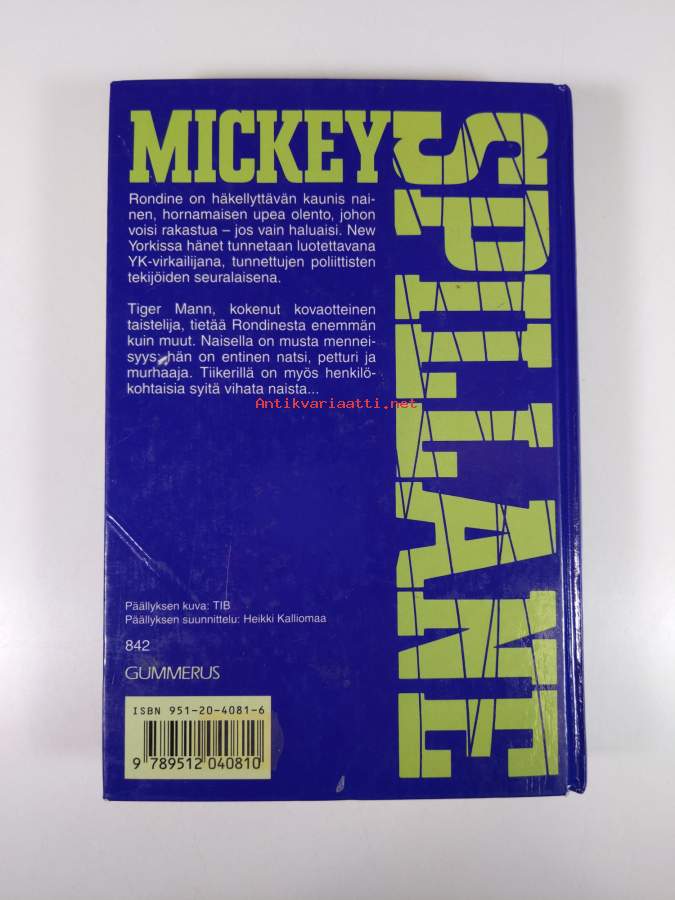 MICKEY
SPILLANE
Rondine on häkellyttävän kaunis nai-
nen, hornamaisen upea olento, johon
voisi rakastua – jos vain haluaisi. New
Yorkissa hänet tunnetaan luotettavana
YK-virkailijana, tunnettujen poliittisten
tekijöiden seuralaisena.
Tiger Mann, kokenut kovaotteinen
taistelija, tietää Rondinesta enemmän
kuin muut. Naisella on musta mennei-
syys: hän on entinen natsi, petturi ja
murhaaja. Tiikerillä on myös henkilö-
kohtaisia syitä vihata naista...
Antikvariaatti.net
Päällyksen kuva: TIB
Päällyksen suunnittelu: Heikki Kalliomaa
842
GUMMERUS
ISBN 951-20-4081-6
9 789512 040810